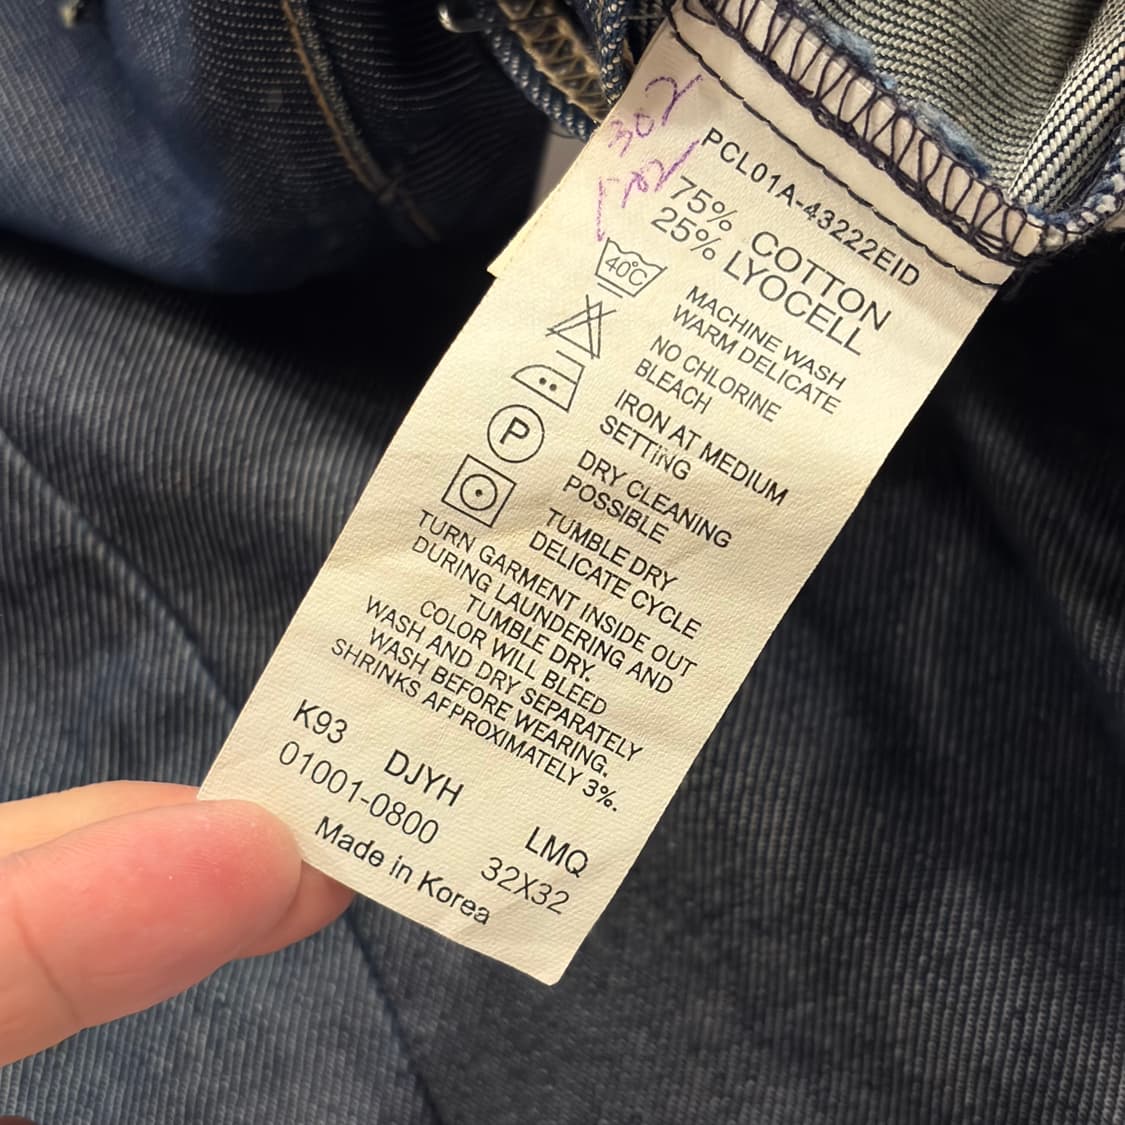 302
PCL01A-43222EID
75% COTTON
25% LYOCELL
40°C
MACHINE WASH
WARM DELICATE
NO CHLORINE
BLEACH
IRON AT MEDIUM
SETTING
P
DRY CLEANING
POSSIBLE
TUMBLE DRY
DELICATE CYCLE
TURN GARMENT INSIDE OUT
DURING LAUNDERING AND
TUMBLE DRY.
COLOR WILL BLEED
WASH AND DRY SEPARATELY
WASH BEFORE WEARING.
SHRINKS APPROXIMATELY 3%.
K93 DJYH LMQ
01001-0800 32X32
Made in Korea